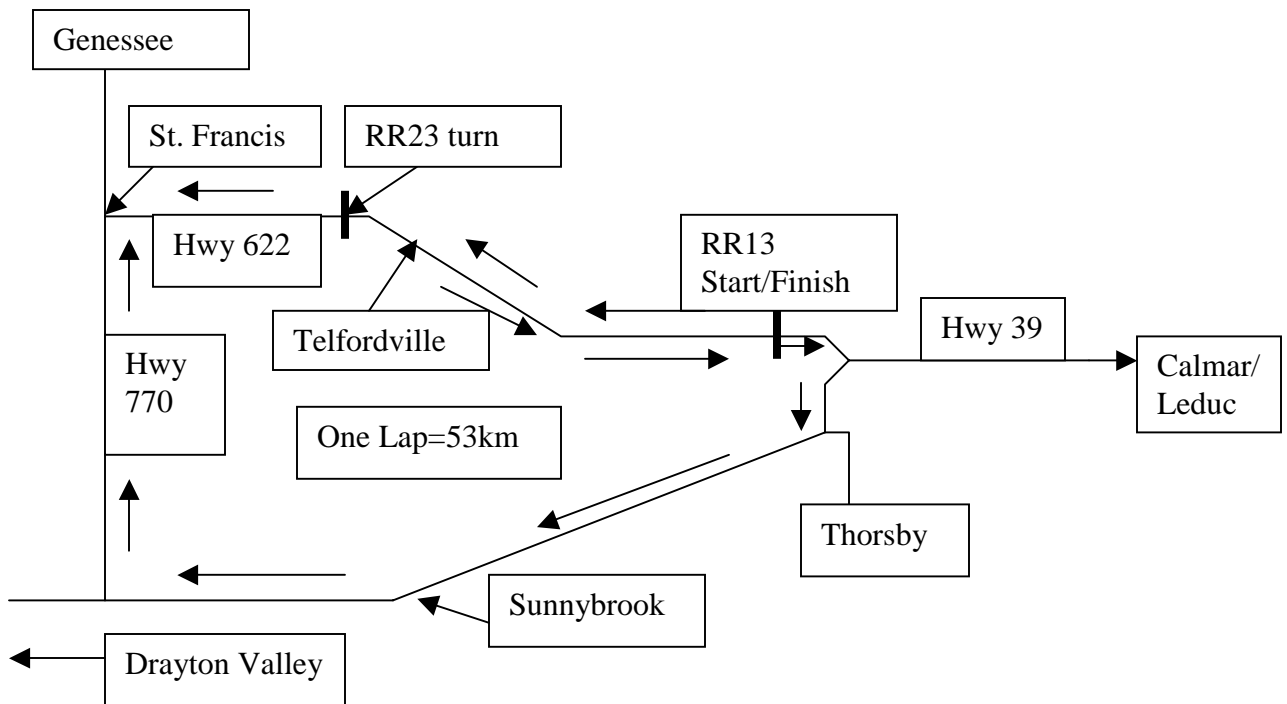 Genessee
St. Francis
RR23 turn
Hwy 622
RR13
Start/Finish
Hwy 39
Telfordville
Hwy
770
Calmar/
Leduc
One Lap=53km
Thorsby
Sunnybrook
Drayton Valley